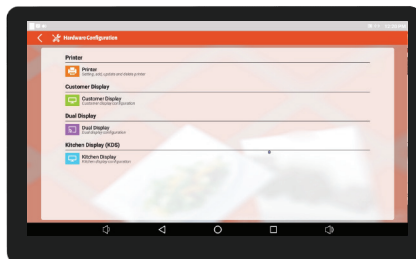 Hardware Configuration
Printer
Printer
Setting, add, update and delete printer
Customer Display
Customer Display
Customer display configuration
Dual Display
Dual Display
Dual display configuration
Kitchen Display (KDS)
Kitchen Display
Kitchen display configuration